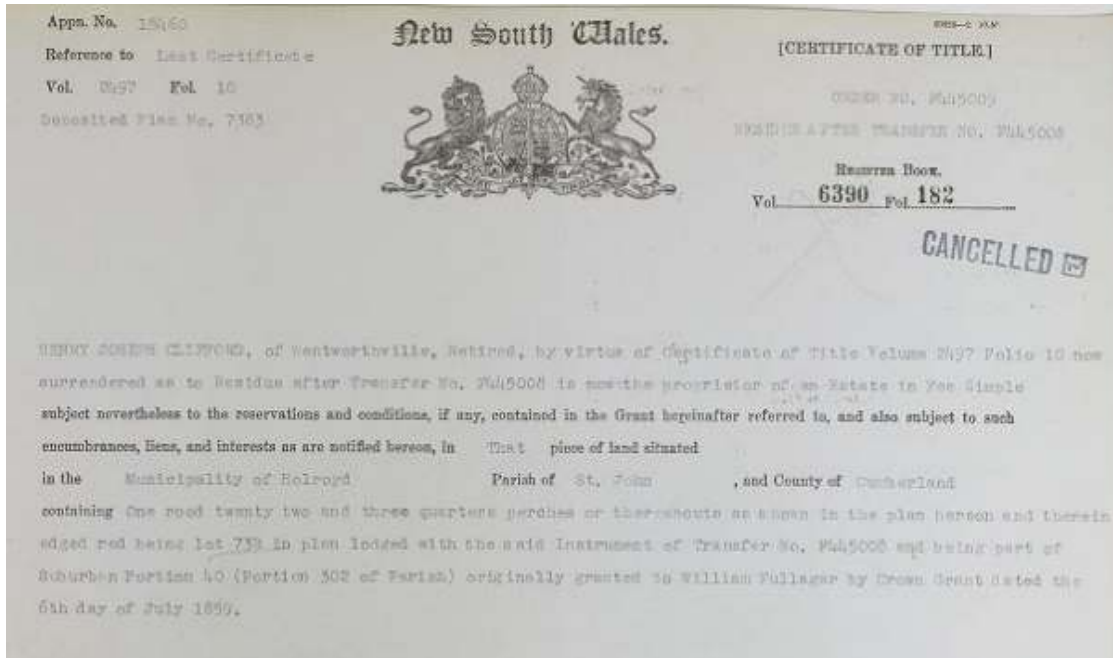 Appn. No. 15460
New South Wales.
Reference to Last Certificate
[CERTIFICATE OF TITLE.]
Vol. 2497 Fol. 10
Deposited Plan No. 7383
ORDER NO. F445009
RESIDUE AFTER TRANSFER NO. F445008
REGISTER BOOK.
Vol. 6390 Fol. 182
CANCELLED
HENRY JOSEPH CLIFFORD, of Wentworthville, Retired, by virtue of Certificate of Title Volume 2497 Folio 10 now
surrendered as to Residue after Transfer No. F445008 is now the proprietor of an Estate in Fee Simple
subject nevertheless to the reservations and conditions, if any, contained in the Grant hereinafter referred to, and also subject to such
encumbrances, liens, and interests as are notified hereon, in That piece of land situated
in the Municipality of Holroyd Parish of St. John , and County of Cumberland
containing One rood twenty two and three quarters perches or thereabouts as shown in the plan hereon and therein
edged red being lot in plan lodged with the said Instrument of Transfer No. F445008 and being part of
Suburban Portion 40 (Portion 302 of Parish) originally granted to William Fullagar by Crown Grant dated the
6th day of July 1859.